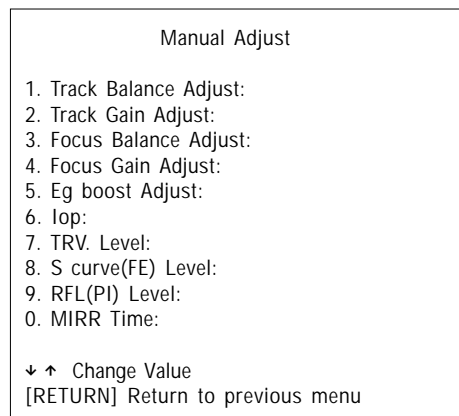 Manual Adjust
1. Track Balance Adjust:
2. Track Gain Adjust:
3. Focus Balance Adjust:
4. Focus Gain Adjust:
5. Eg boost Adjust:
6. Iop:
7. TRV. Level:
8. S curve(FE) Level:
9. RFL(PI) Level:
0. MIRR Time:
↓ ↑ Change Value
[RETURN] Return to previous menu